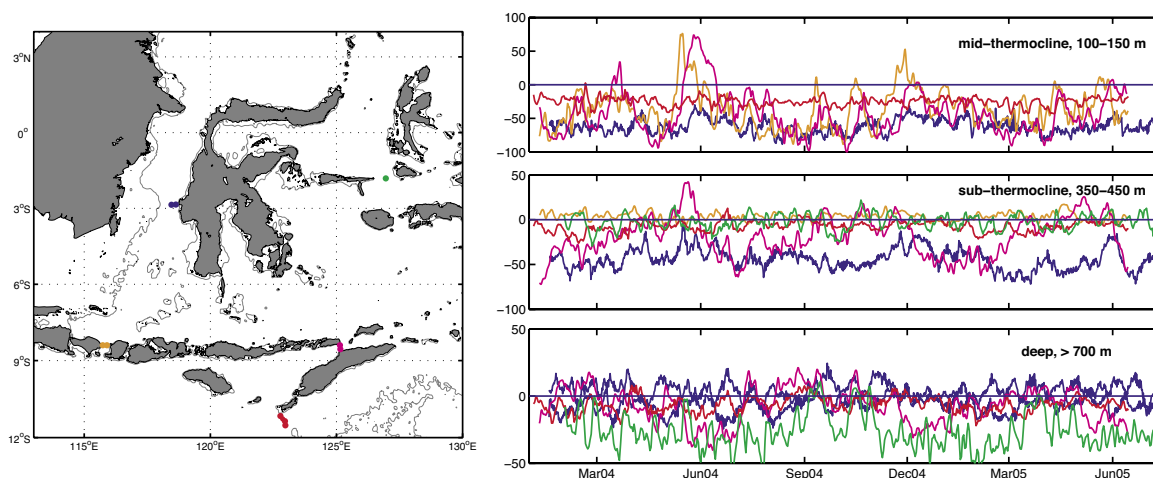 3°N
0°
3°S
6°S
9°S
12°S
115°E
120°E
125°E
130°E
100
50
0
−50
−100
mid−thermocline, 100−150 m
50
0
−50
−100
sub−thermocline, 350−450 m
50
0
−50
deep, > 700 m
Mar04
Jun04
Sep04
Dec04
Mar05
Jun05